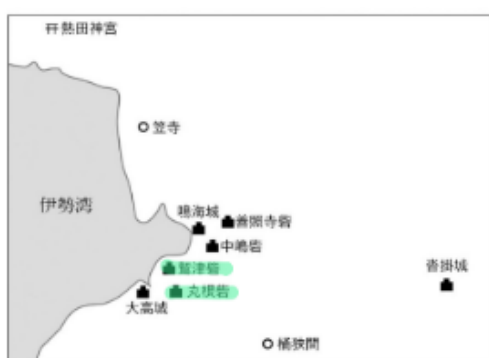 熱田神宮
笠寺
伊勢湾
鳴海城
善照寺砦
中嶋砦
鷲津砦
沓掛城
丸根砦
大高城
桶狭間